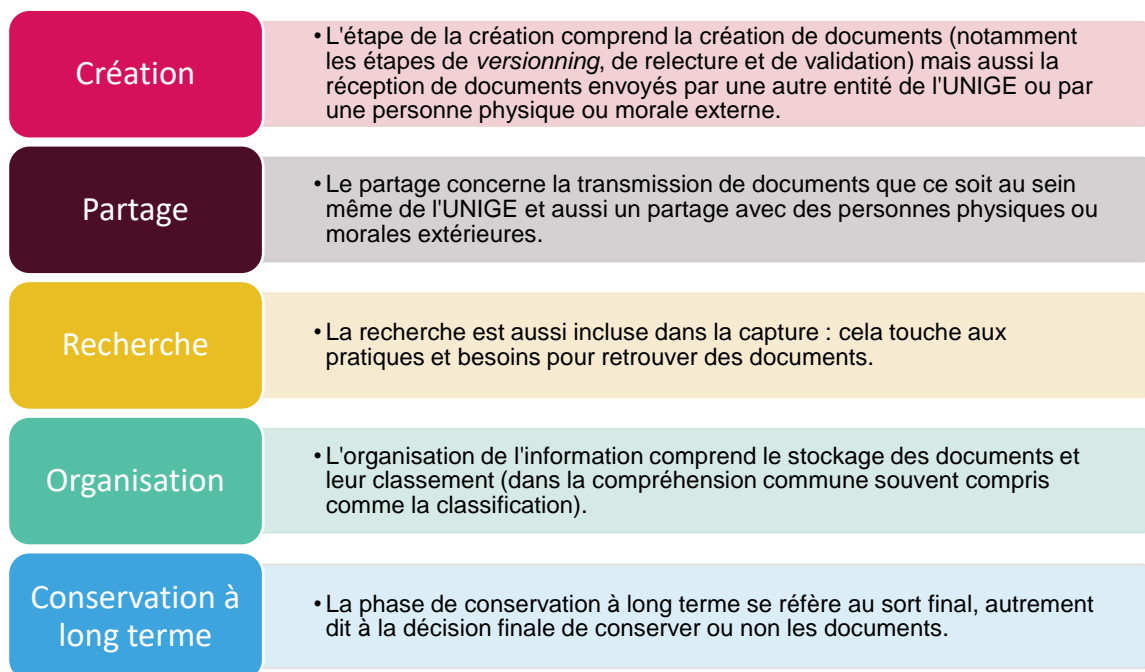 Création
• L'étape de la création comprend la création de documents (notamment
les étapes de versionning, de relecture et de validation) mais aussi la
réception de documents envoyés par une autre entité de l'UNIGE ou par
une personne physique ou morale externe.
Partage
• Le partage concerne la transmission de documents que ce soit au sein
même de l'UNIGE et aussi un partage avec des personnes physiques ou
morales extérieures.
Recherche
• La recherche est aussi incluse dans la capture : cela touche aux
pratiques et besoins pour retrouver des documents.
Organisation
• L'organisation de l'information comprend le stockage des documents et
leur classement (dans la compréhension commune souvent compris
comme la classification).
Conservation à
long terme
• La phase de conservation à long terme se réfère au sort final, autrement
dit à la décision finale de conserver ou non les documents.